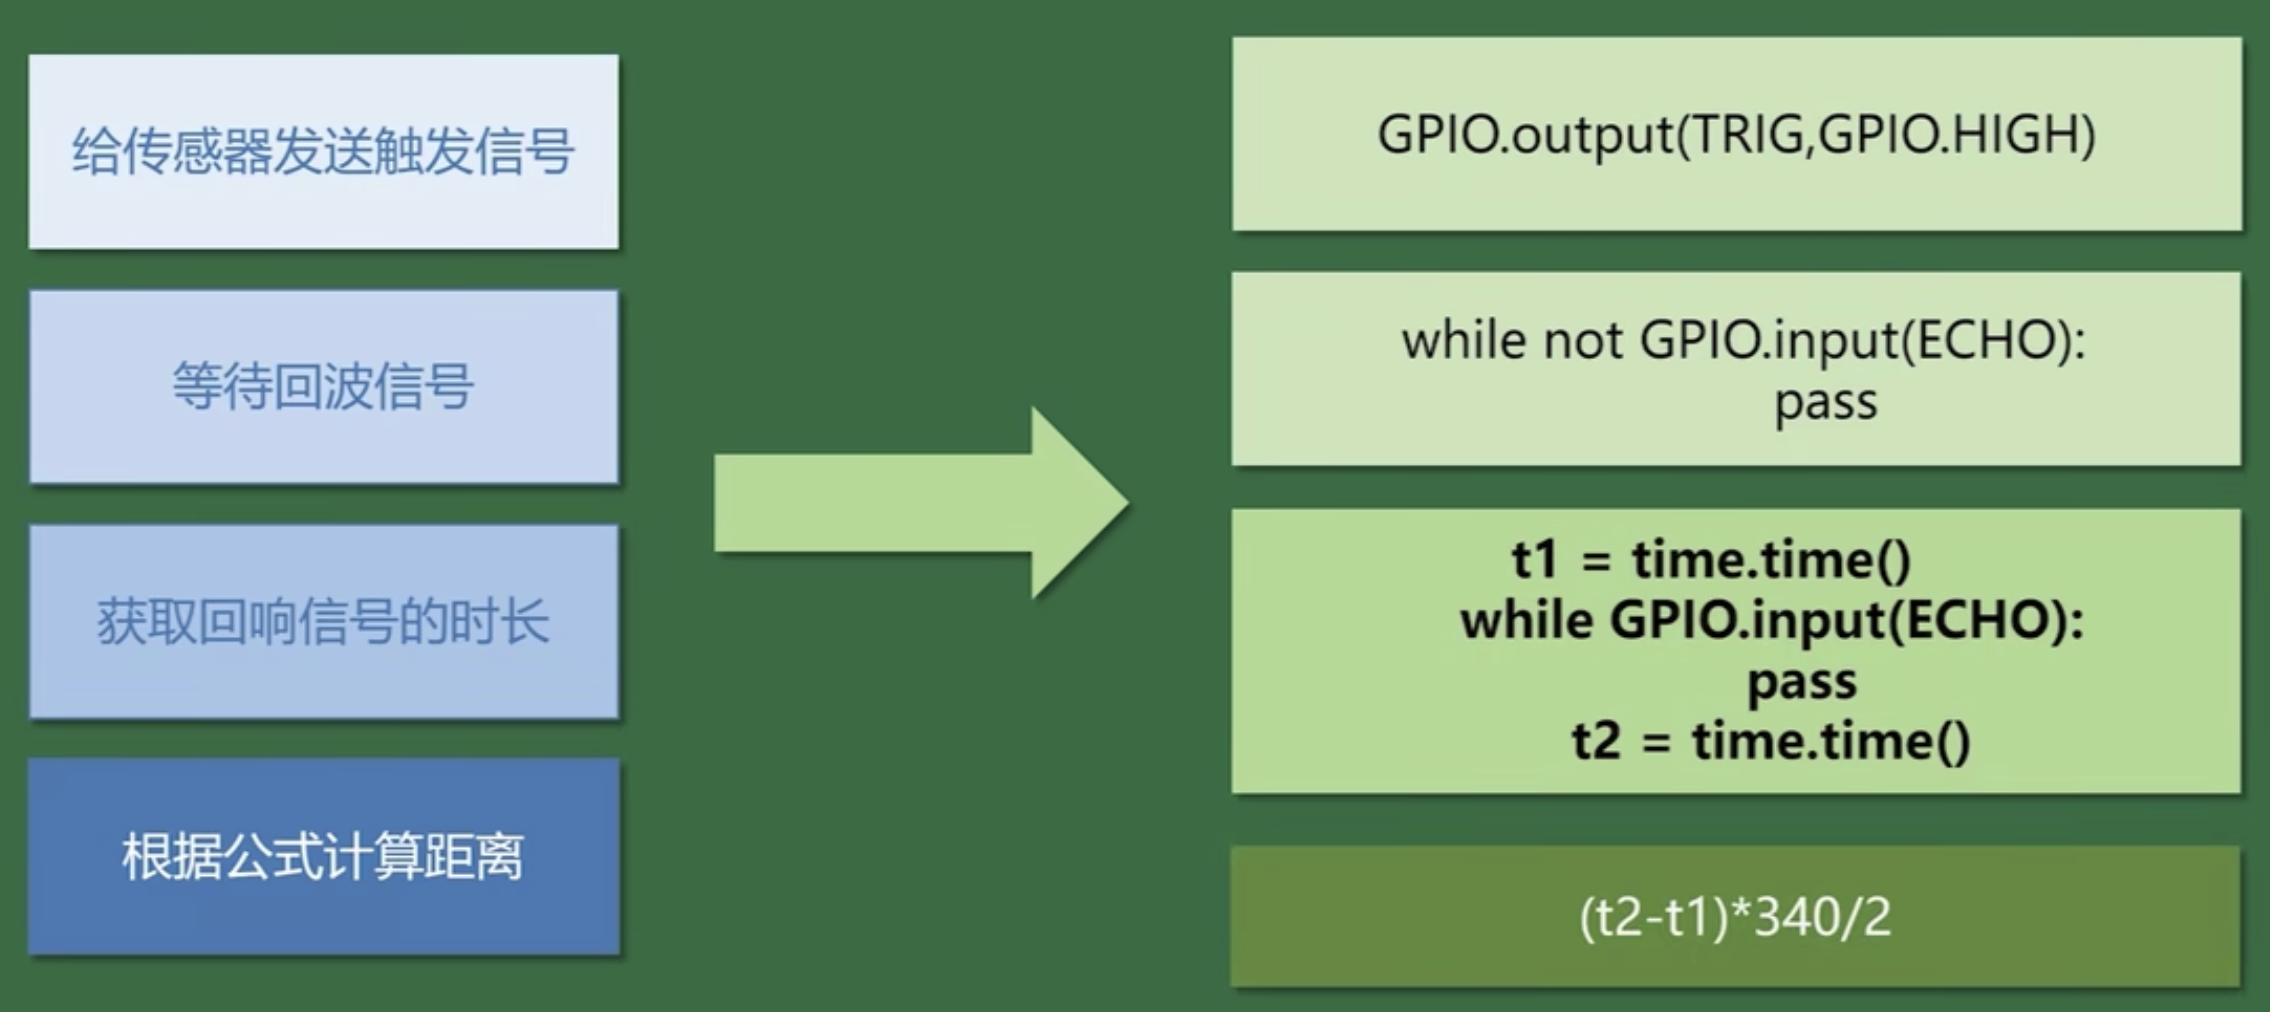 给传感器发送触发信号
等待回波信号
获取回响信号的时长
根据公式计算距离
GPIO.output(TRIG,GPIO.HIGH)
while not GPIO.input(ECHO):
pass
t1 = time.time()
while GPIO.input(ECHO):
pass
t2 = time.time()
(t2-t1)*340/2